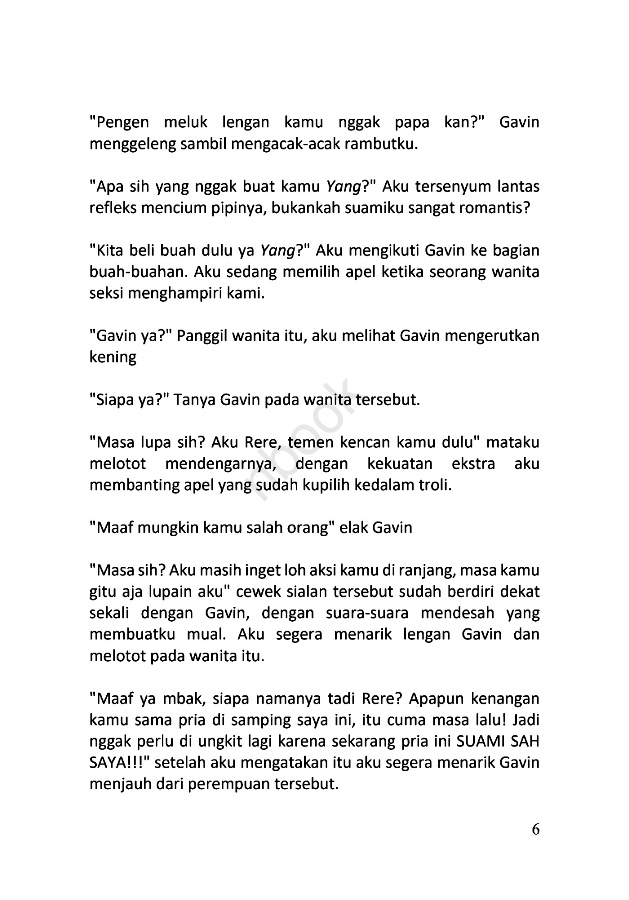 "Pengen meluk lengan kamu nggak papa kan?" Gavin
menggeleng sambil mengacak-acak rambutku.
"Apa sih yang nggak buat kamu Yang?" Aku tersenyum lantas
refleks mencium pipinya, bukankah suamiku sangat romantis?
"Kita beli buah dulu ya Yang?" Aku mengikuti Gavin ke bagian
buah-buahan. Aku sedang memilih apel ketika seorang wanita
seksi menghampiri kami.
"Gavin ya?" Panggil wanita itu, aku melihat Gavin mengerutkan
kening
"Siapa ya?" Tanya Gavin pada wanita tersebut.
"Masa lupa sih? Aku Rere, temen kencan kamu dulu" mataku
melotot mendengarnya, dengan kekuatan ekstra aku
membanting apel yang sudah kupilih kedalam troli.
"Maaf mungkin kamu salah orang" elak Gavin
"Masa sih? Aku masih inget loh aksi kamu di ranjang, masa kamu
gitu aja lupain aku" cewek sialan tersebut sudah berdiri dekat
sekali dengan Gavin, dengan suara-suara mendesah yang
membuatku mual. Aku segera menarik lengan Gavin dan
melotot pada wanita itu.
"Maaf ya mbak, siapa namanya tadi Rere? Apapun kenangan
kamu sama pria di samping saya ini, itu cuma masa lalu! Jadi
nggak perlu di ungkit lagi karena sekarang pria ini SUAMI SAH
SAYA!!!" setelah aku mengatakan itu aku segera menarik Gavin
menjauh dari perempuan tersebut.
6